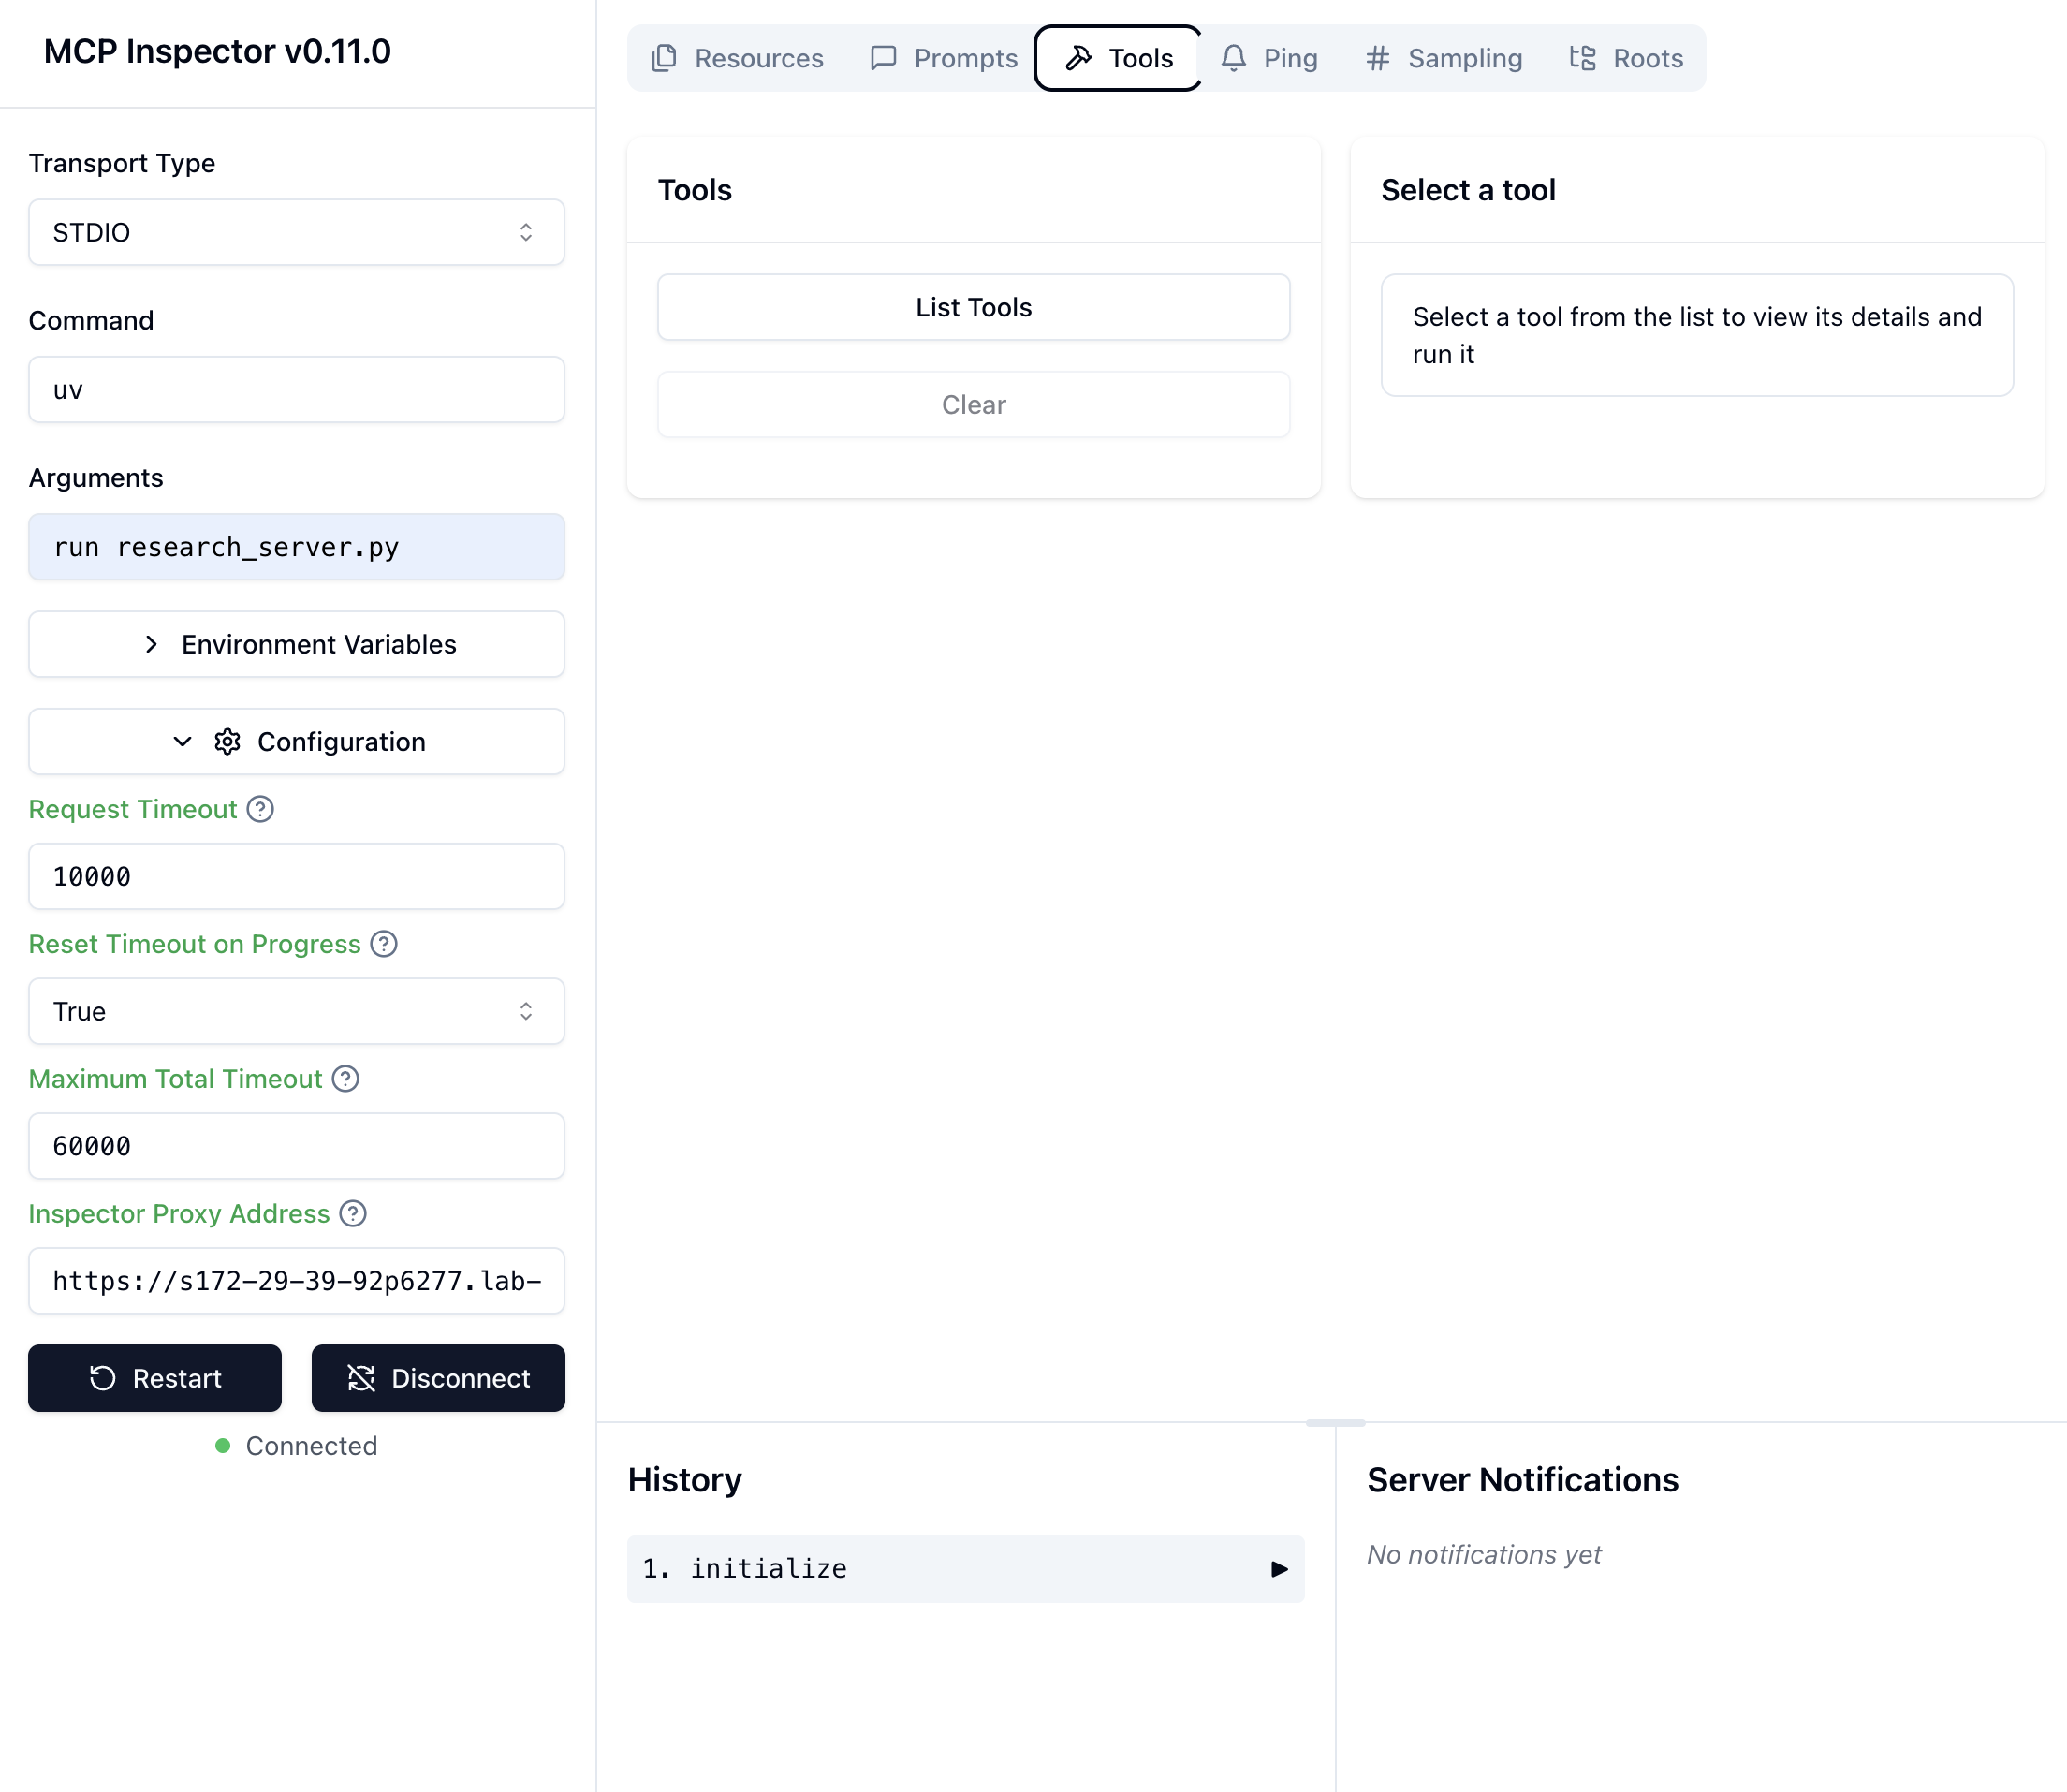 MCP Inspector v0.11.0
Transport Type
STDIO
Command
uv
Arguments
run research_server.py
Environment Variables
Configuration
Request Timeout
10000
Reset Timeout on Progress
True
Maximum Total Timeout
60000
Inspector Proxy Address
https://s172-29-39-92p6277.lab-
Restart
Disconnect
Connected
Resources
Prompts
Tools
Ping
Sampling
Roots
Tools
List Tools
Clear
Select a tool
Select a tool from the list to view its details and
run it
History
1. initialize
Server Notifications
No notifications yet